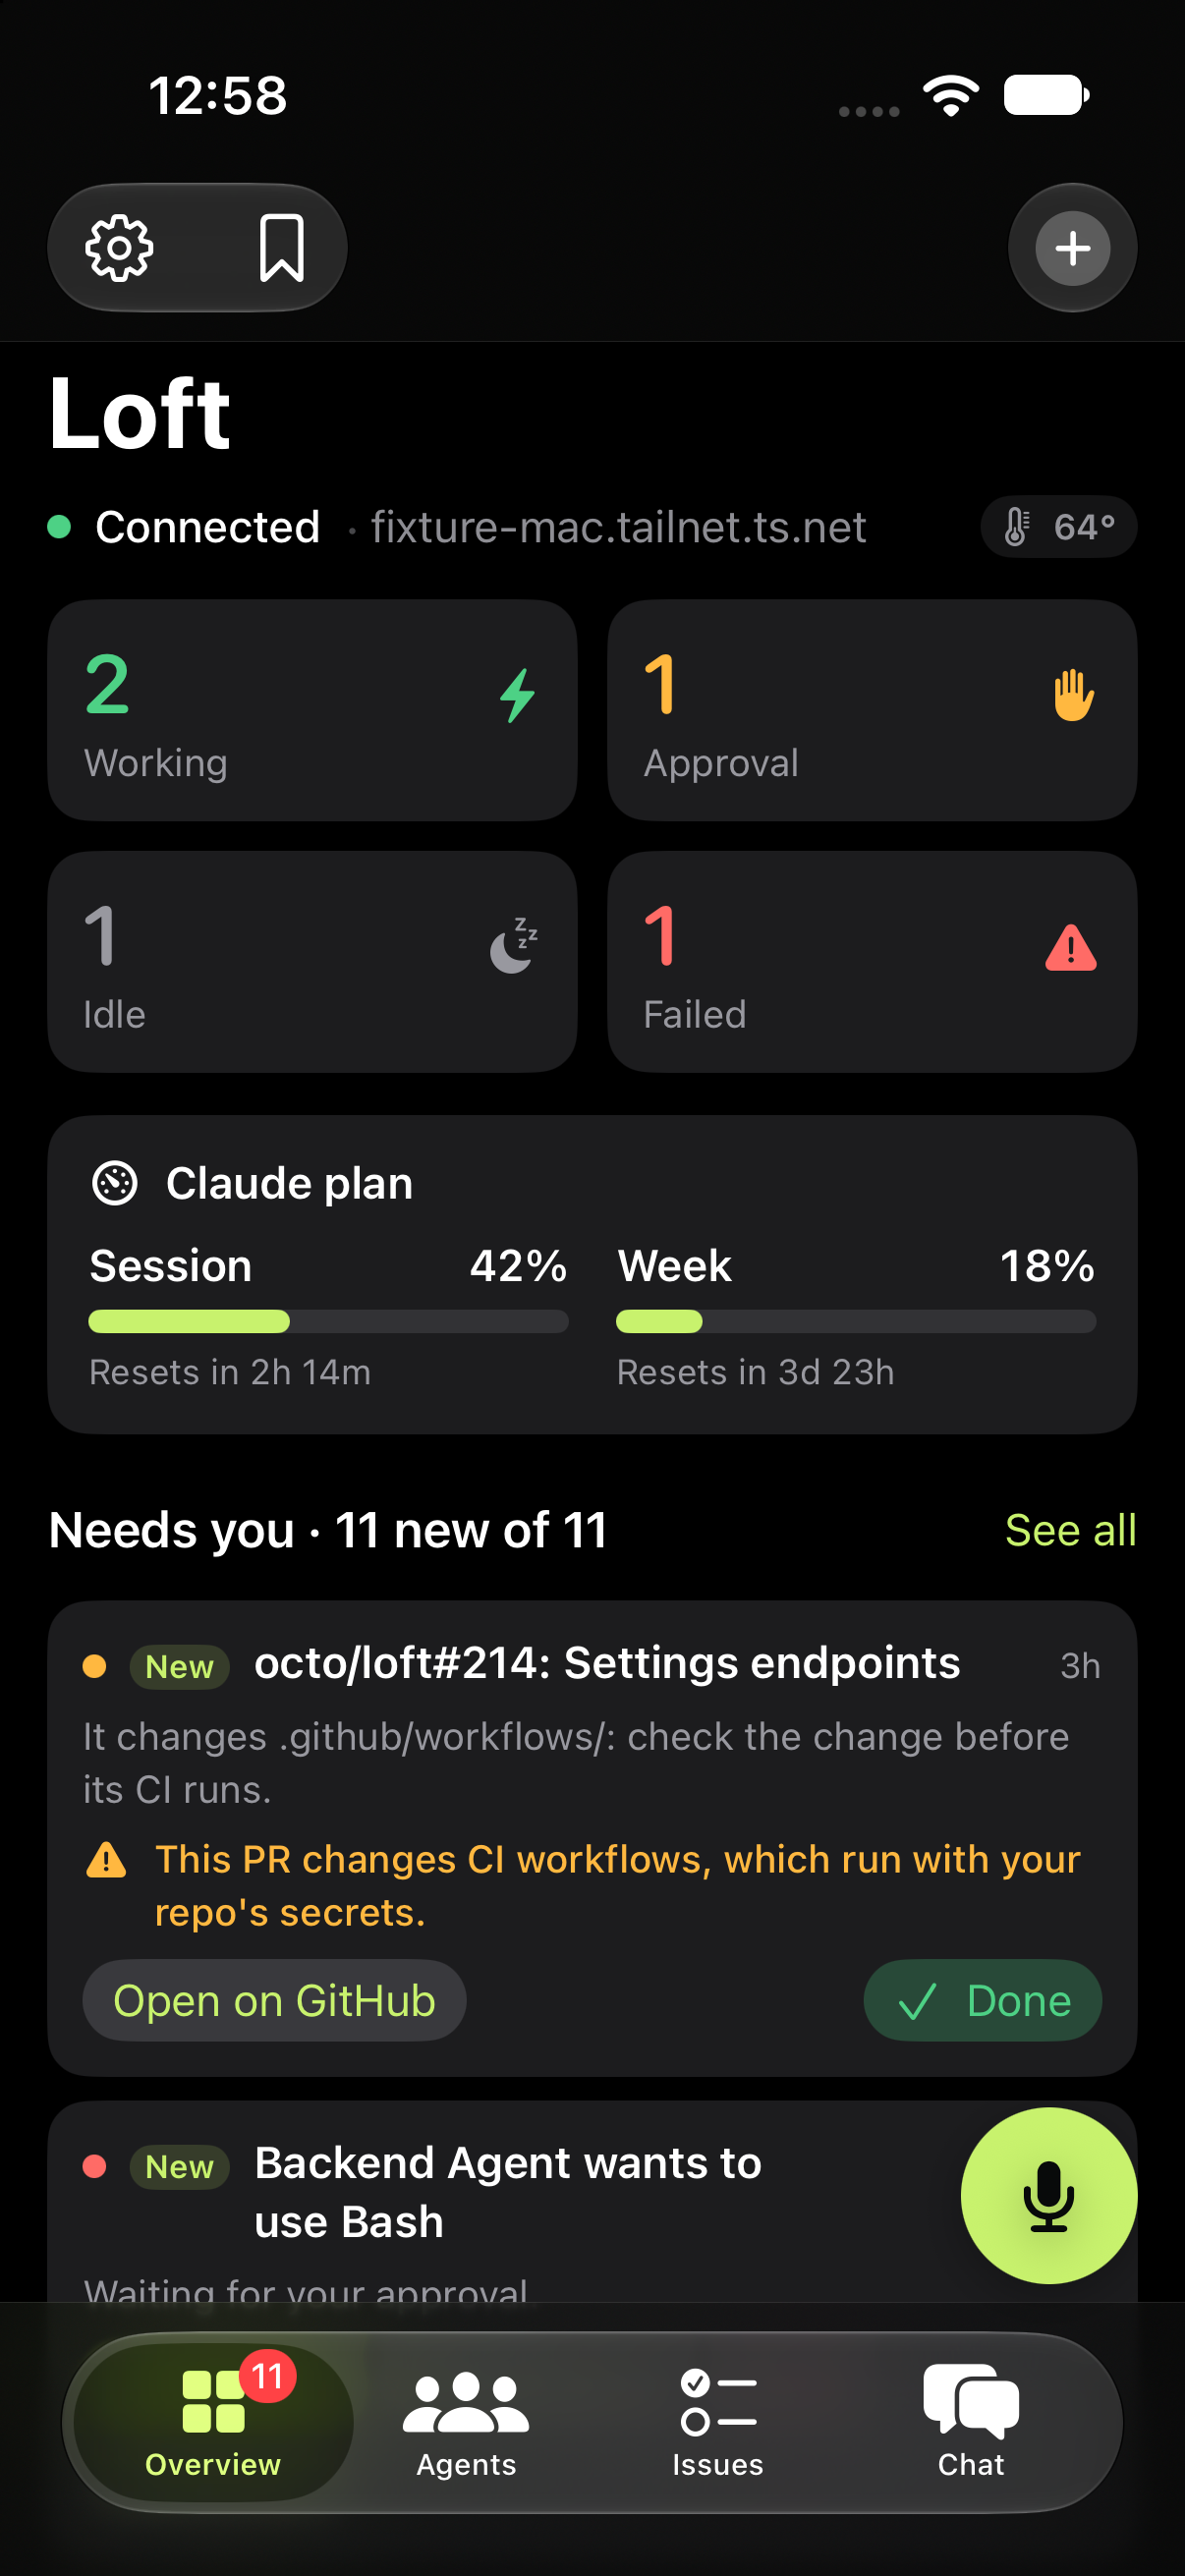 12:58
Loft
Connected · fixture-mac.tailnet.ts.net
64°
2
Working
1
Approval
1
Idle
1
Failed
Claude plan
Session 42%
Resets in 2h 14m
Week 18%
Resets in 3d 23h
Needs you · 11 new of 11
See all
New octo/loft#214: Settings endpoints 3h
It changes .github/workflows/: check the change before
its CI runs.
This PR changes CI workflows, which run with your
repo's secrets.
Open on GitHub
Done
New Backend Agent wants to
use Bash
Waiting for your approval.
11
Overview
Agents
Issues
Chat